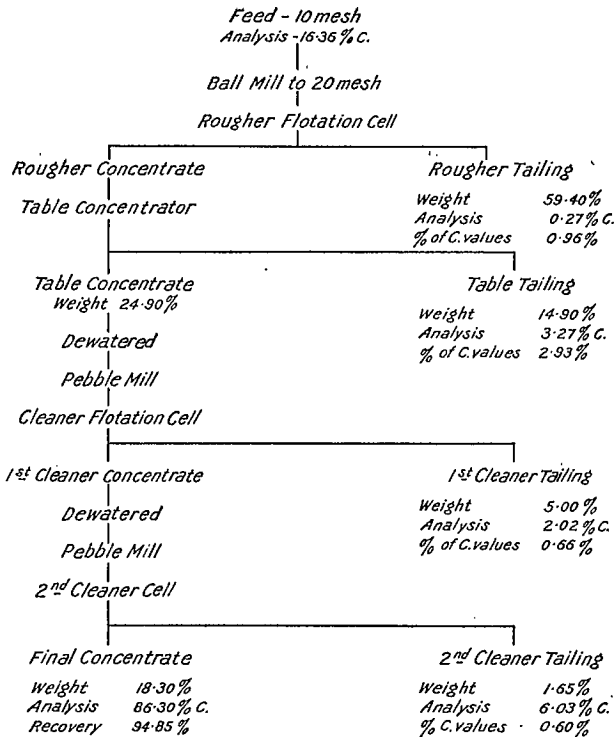 Feed - 10 mesh
Analysis - 16·36% C.
Ball Mill to 20 mesh
Rougher Flotation Cell
Rougher Concentrate
Table Concentrator
Rougher Tailing
Weight 59·40%
Analysis 0·27% C.
% of C. values 0·96%
Table Concentrate
Weight 24·90%
Dewatered
Pebble Mill
Cleaner Flotation Cell
Table Tailing
Weight 14·90%
Analysis 3·27% C.
% of C. values 2·93%
1st Cleaner Concentrate
Dewatered
Pebble Mill
2nd Cleaner Cell
1st Cleaner Tailing
Weight 5·00%
Analysis 2·02% C.
% of C. values 0·66%
Final Concentrate
Weight 18·30%
Analysis 86·30% C.
Recovery 94·85%
2nd Cleaner Tailing
Weight 1·65%
Analysis 6·03% C.
% C. values 0·60%